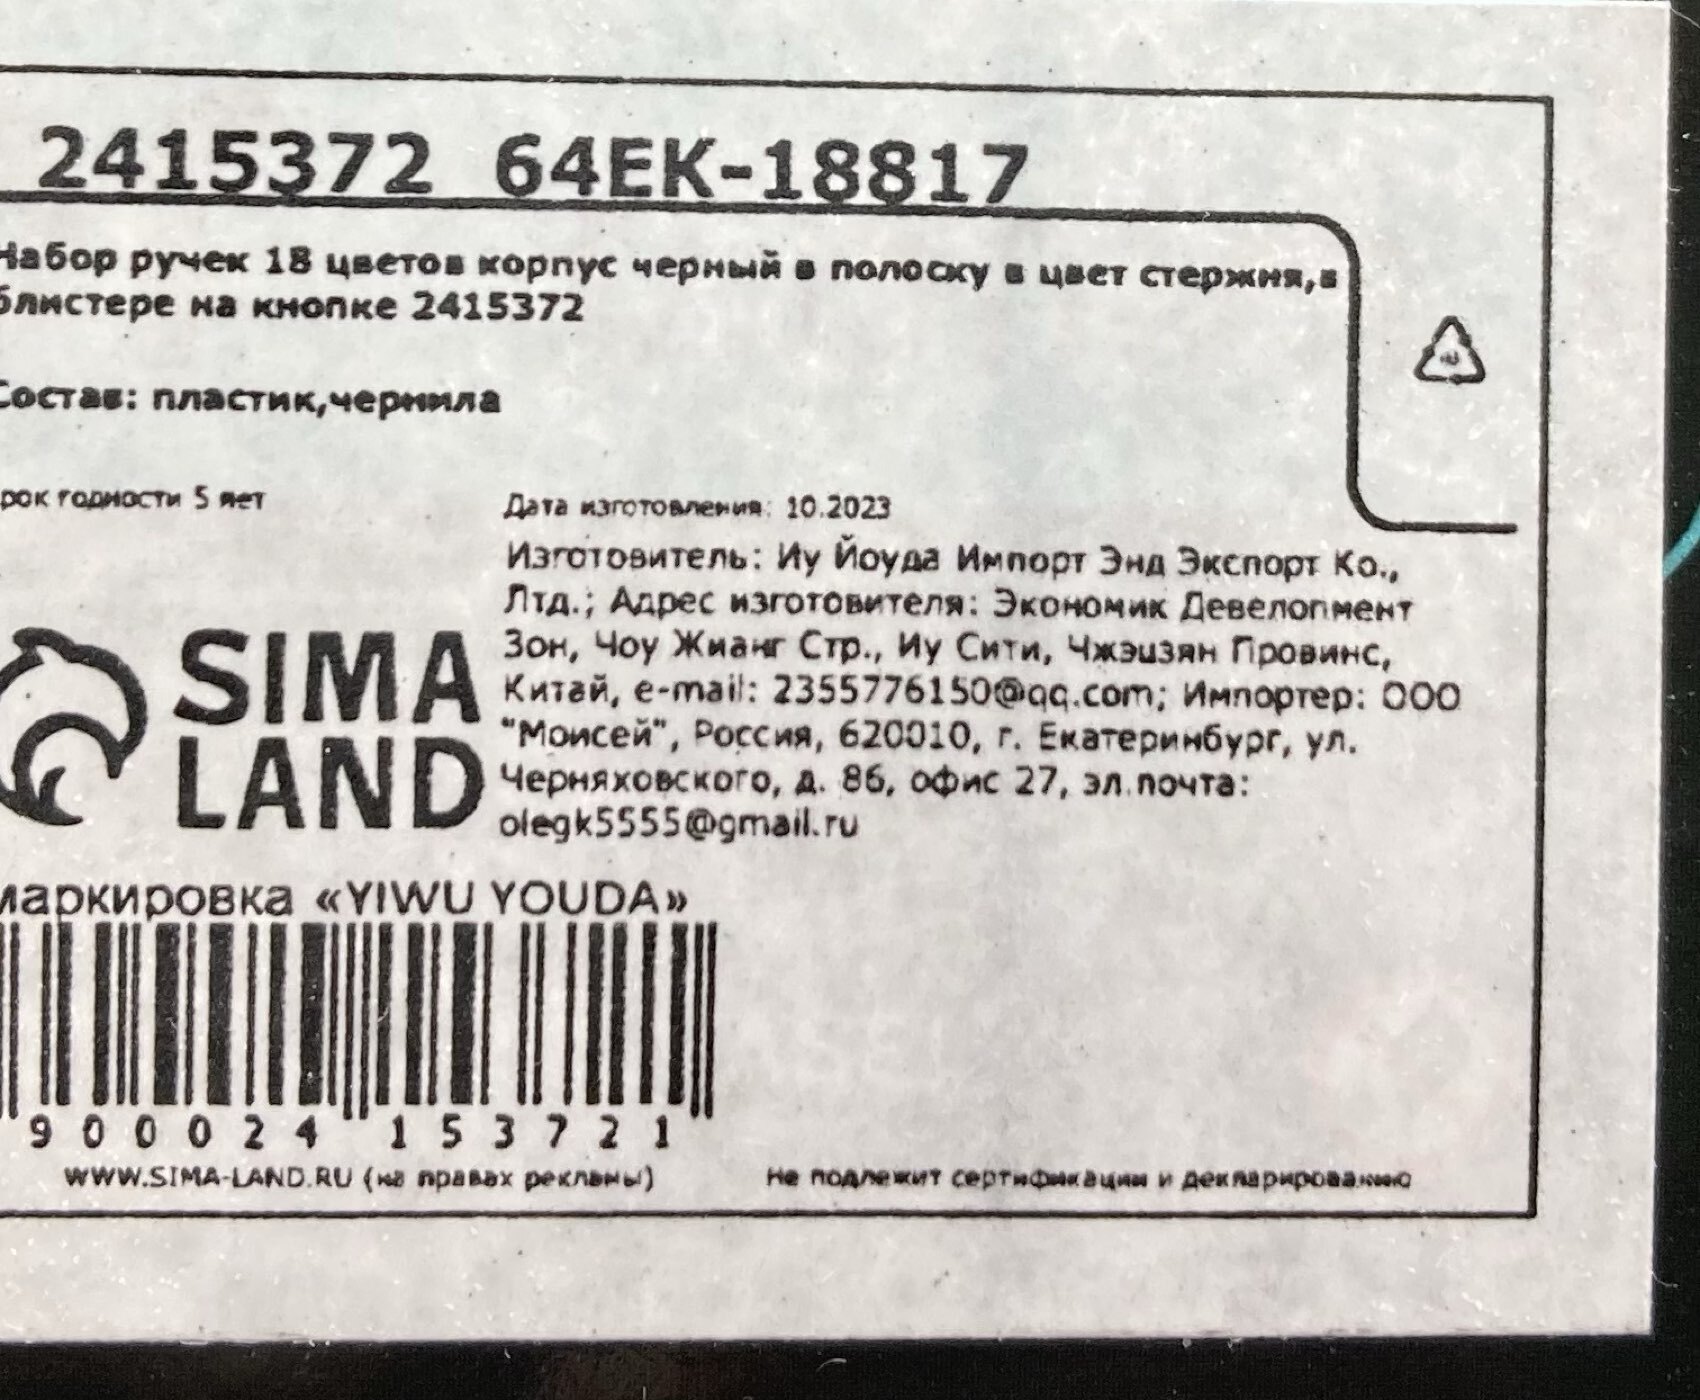 2415372 64EK-18817
Набор ручек 18 цветов корпус черный в полоску в цвет стержня,в
блистере на кнопке 2415372
Состав: пластик,чернила
рок годности 5 лет
Дата изготовления: 10.2023
Изготовитель: Иу Йоуда Импорт Энд Экспорт Ко.,
Лтд.; Адрес изготовителя: Экономик Девелопмент
Зон, Чоу Жианг Стр., Иу Сити, Чжэцзян Провинс,
Китай, e-mail: 2355776150@qq.com; Импортер: ООО
"Моисей", Россия, 620010, г. Екатеринбург, ул.
Черняховского, д. 86, офис 27, эл.почта:
olegk5555@gmail.ru
SIMA
LAND
маркировка «YIWU YOUDA»
900024 153721
WWW.SIMA-LAND.RU (на правах рекламы)
Не подлежит сертификации и декларированию